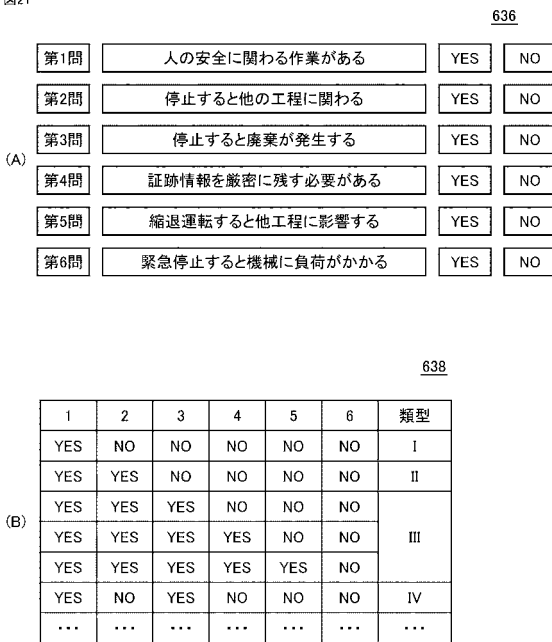 図21
636
第1問 人の安全に関わる作業がある YES NO
第2問 停止すると他の工程に関わる YES NO
第3問 停止すると廃棄が発生する YES NO
(A)
第4問 証跡情報を厳密に残す必要がある YES NO
第5問 縮退運転すると他工程に影響する YES NO
第6問 緊急停止すると機械に負荷がかかる YES NO
638
1 2 3 4 5 6 類型
YES NO NO NO NO NO I
YES YES NO NO NO NO II
YES YES YES NO NO NO
(B)
YES YES YES YES NO NO III
YES YES YES YES YES NO
YES NO YES NO NO NO IV
… … … … … … …